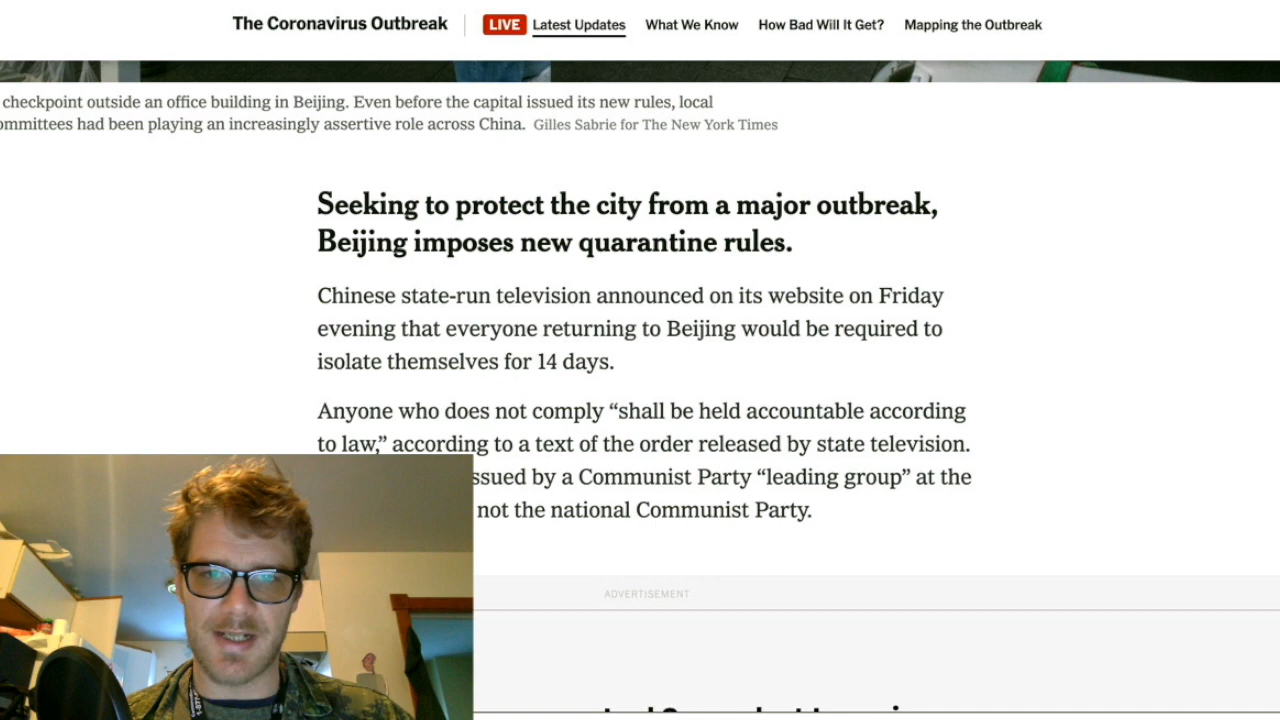 The Coronavirus Outbreak LIVE Latest Updates What We Know How Bad Will It Get? Mapping the Outbreak
checkpoint outside an office building in Beijing. Even before the capital issued its new rules, local
ommittees had been playing an increasingly assertive role across China. Gilles Sabrie for The New York Times
Seeking to protect the city from a major outbreak,
Beijing imposes new quarantine rules.
Chinese state-run television announced on its website on Friday
evening that everyone returning to Beijing would be required to
isolate themselves for 14 days.
Anyone who does not comply “shall be held accountable according
to law,” according to a text of the order released by state television.
ssued by a Communist Party “leading group” at the
not the national Communist Party.
ADVERTISEMENT